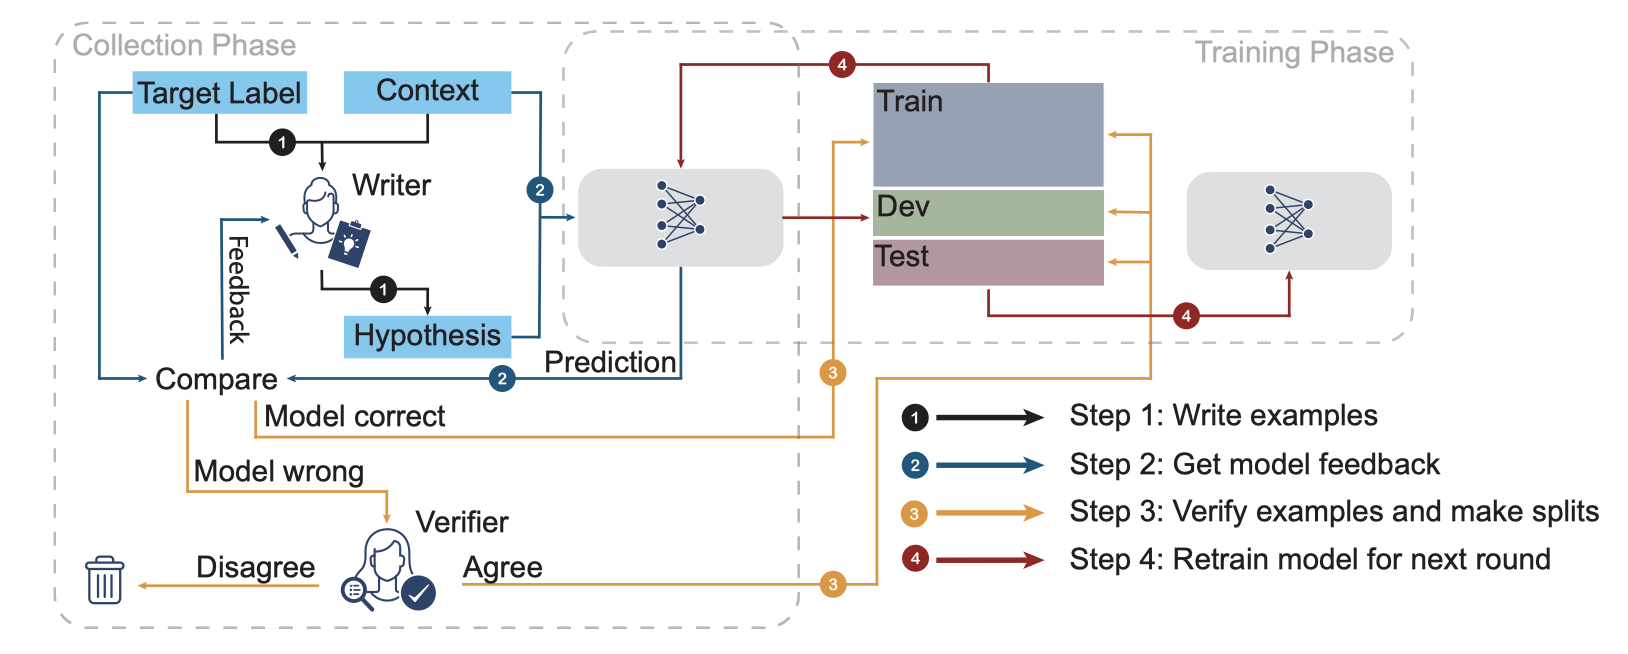 Collection Phase
Training Phase
Target Label
Context
4
Train
1
Writer
2
Dev
Feedback
Test
1
4
Hypothesis
Prediction
Compare
2
3
Model correct
1 Step 1: Write examples
Model wrong
2 Step 2: Get model feedback
Verifier
3 Step 3: Verify examples and make splits
Disagree
Agree
3
4 Step 4: Retrain model for next round